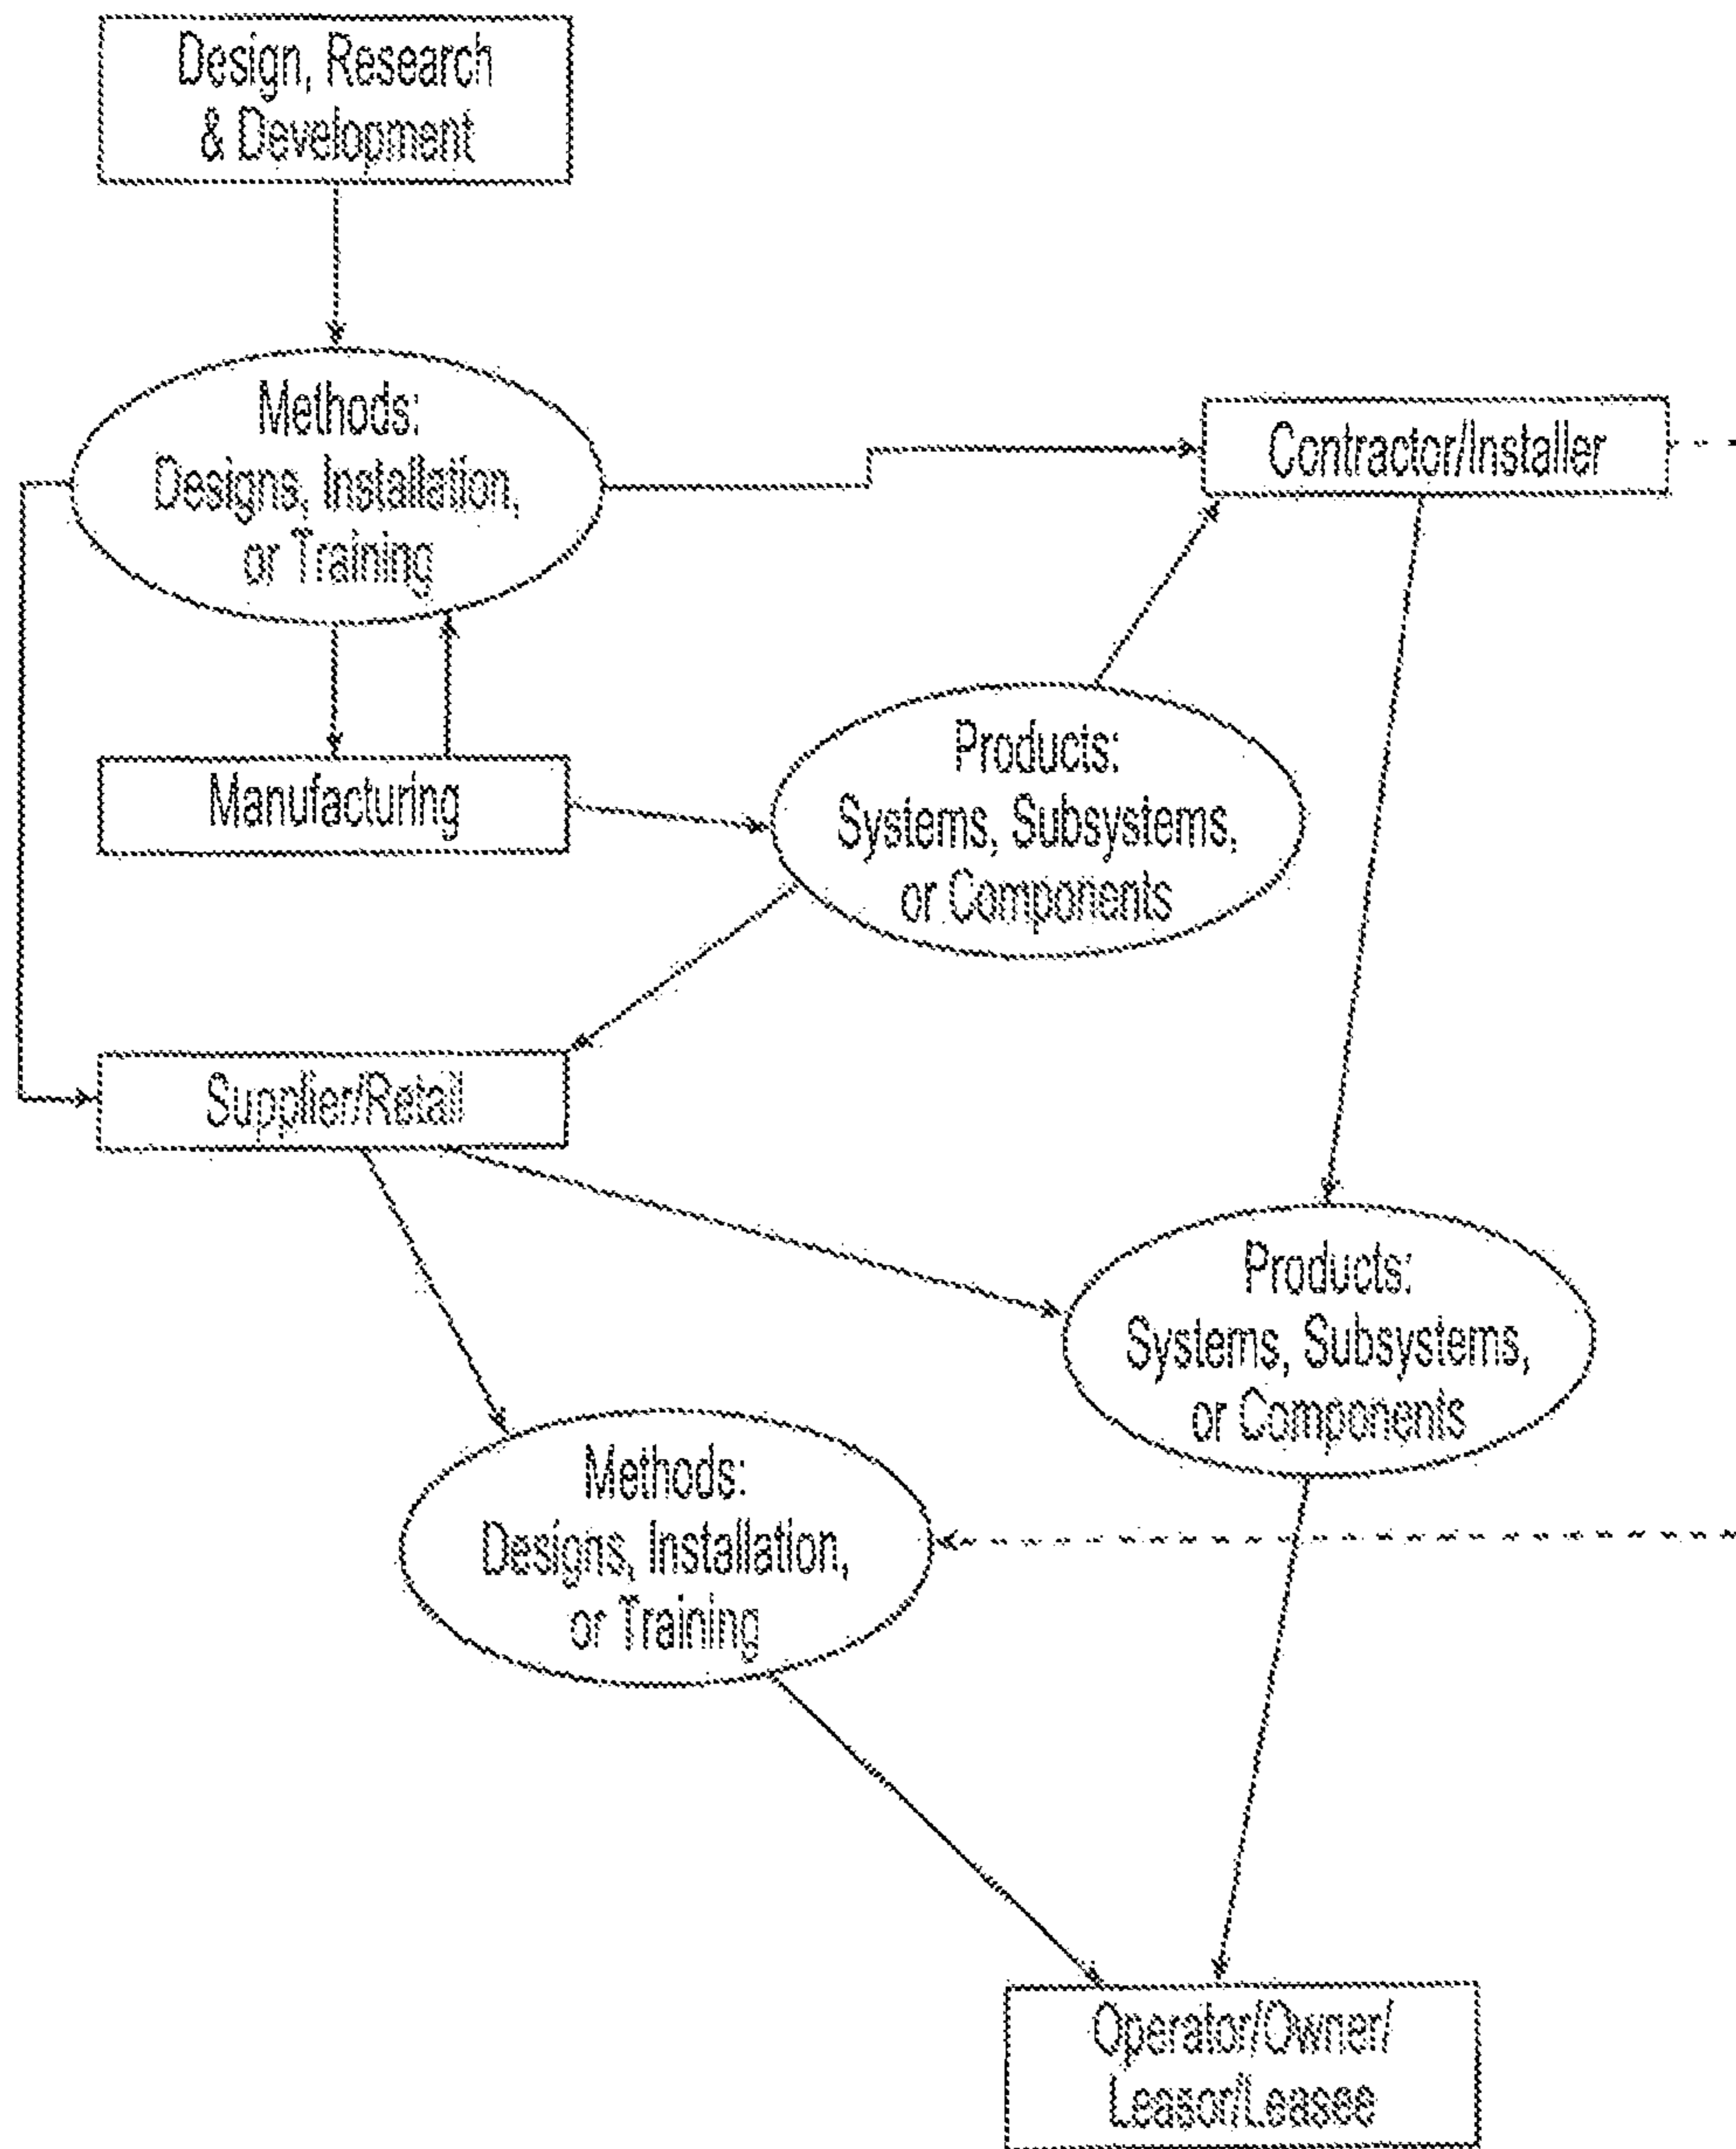 Design, Research
& Development
Methods:
Designs, Installation,
or Training
Contractor/Installer
Products:
Systems, Subsystems,
or Components
Manufacturing
Supplier/Retail
Products:
Systems, Subsystems,
or Components
Methods:
Designs, Installation,
or Training
Operator/Owner/
Leasor/Leasee